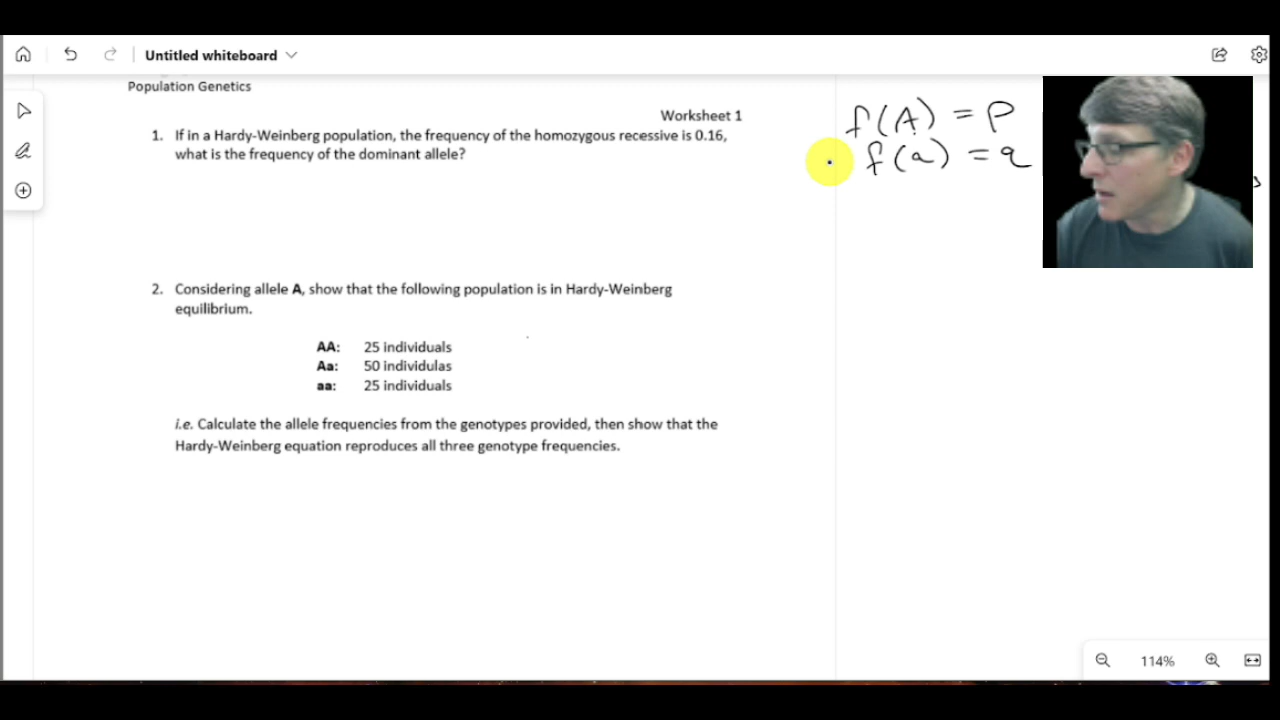 Untitled whiteboard
Population Genetics
Worksheet 1
1. If in a Hardy-Weinberg population, the frequency of the homozygous recessive is 0.16,
what is the frequency of the dominant allele?
f(A) = P
f(a) = q
2. Considering allele A, show that the following population is in Hardy-Weinberg
equilibrium.
AA: 25 individuals
Aa: 50 individulas
aa: 25 individuals
i.e. Calculate the allele frequencies from the genotypes provided, then show that the
Hardy-Weinberg equation reproduces all three genotype frequencies.
114%